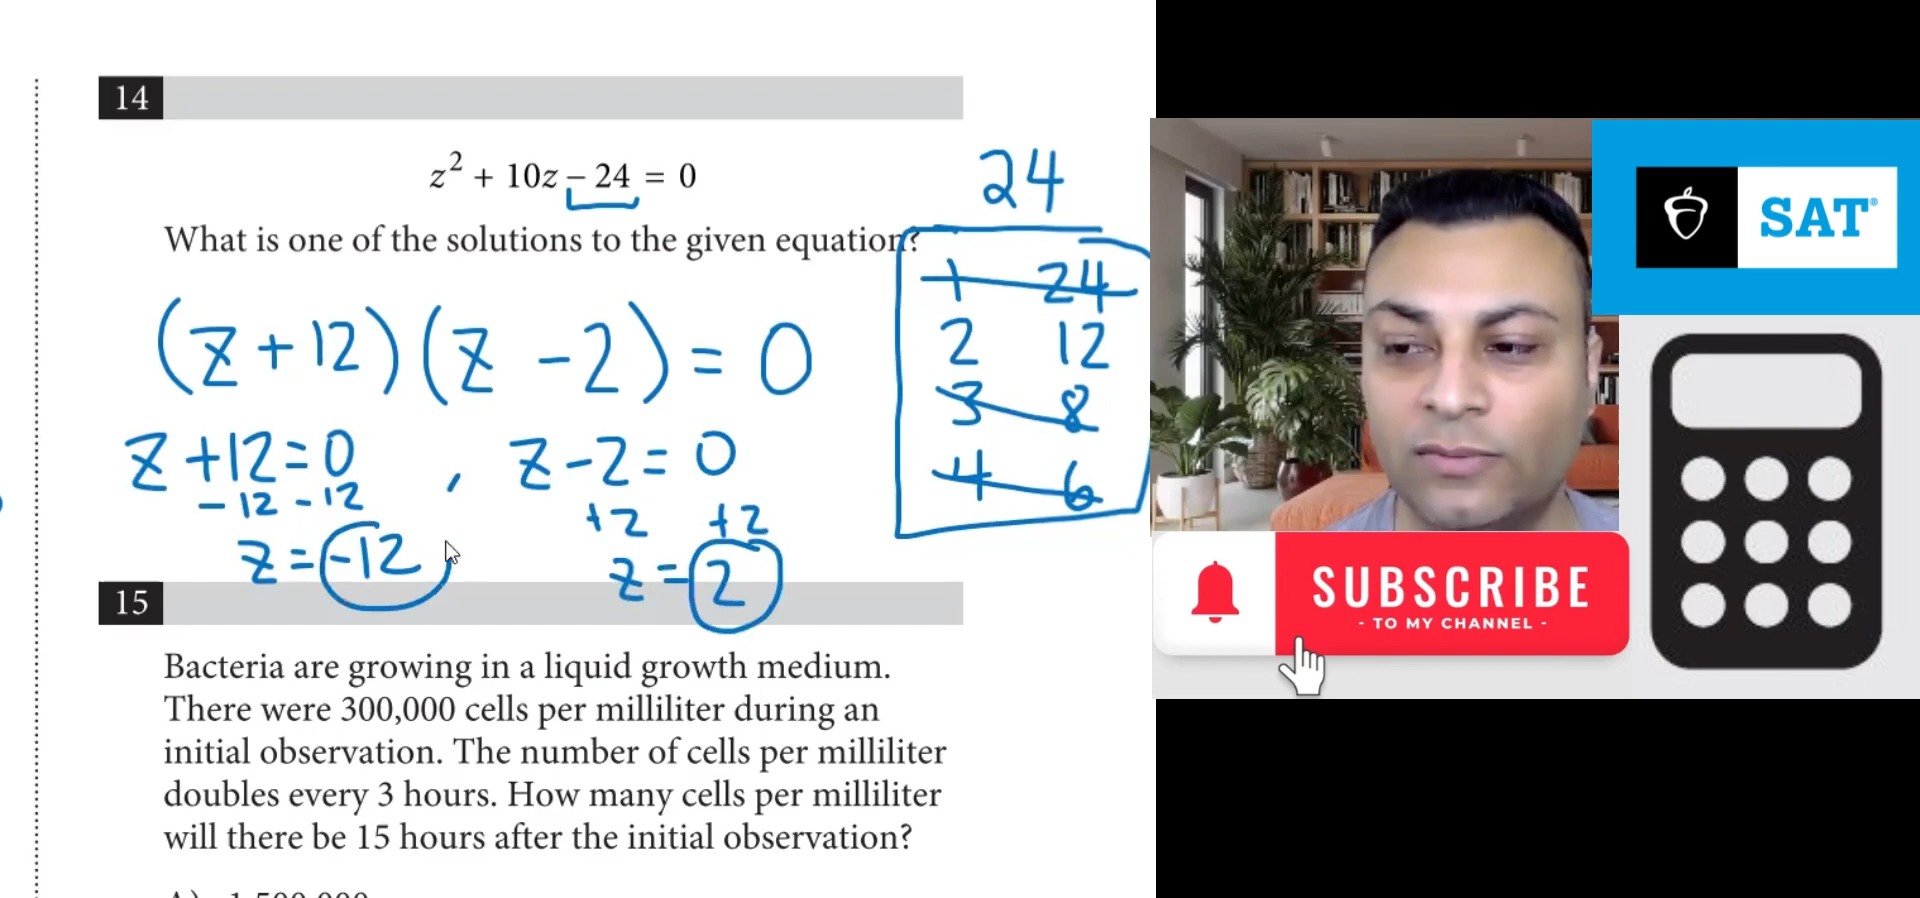 14
z² + 10z − 24 = 0
What is one of the solutions to the given equation?
(z + 12)(z − 2) = 0
z + 12 = 0 , z − 2 = 0
− 12 − 12 +2 +2
z = −12 z = 2
24
1 24
2 12
3 8
4 6
15
Bacteria are growing in a liquid growth medium.
There were 300,000 cells per milliliter during an
initial observation. The number of cells per milliliter
doubles every 3 hours. How many cells per milliliter
will there be 15 hours after the initial observation?
A) 1,500,000
SAT®
SUBSCRIBE
- TO MY CHANNEL -